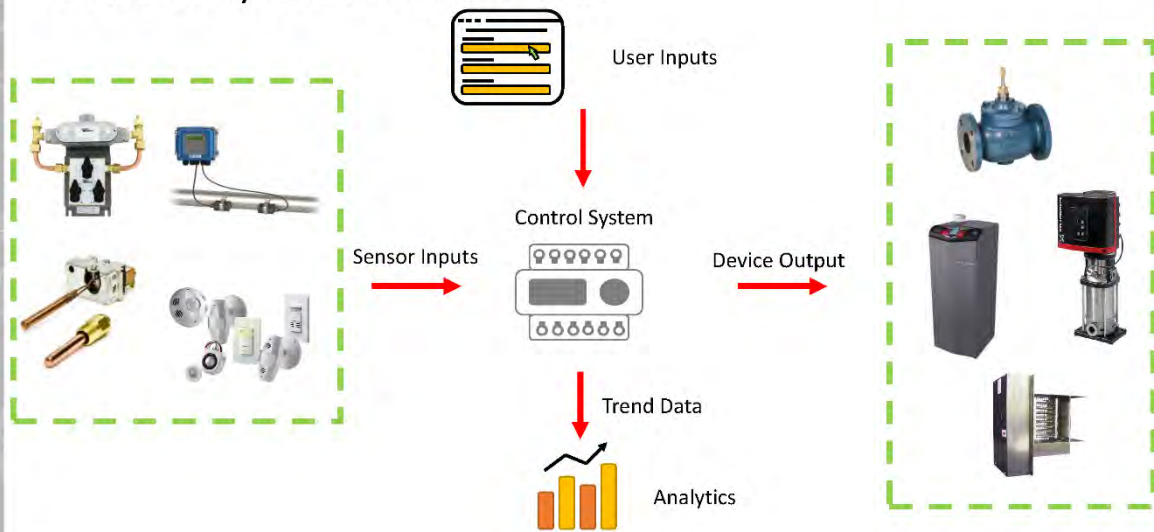 User Inputs
Control System
Sensor Inputs
Device Output
Trend Data
Analytics